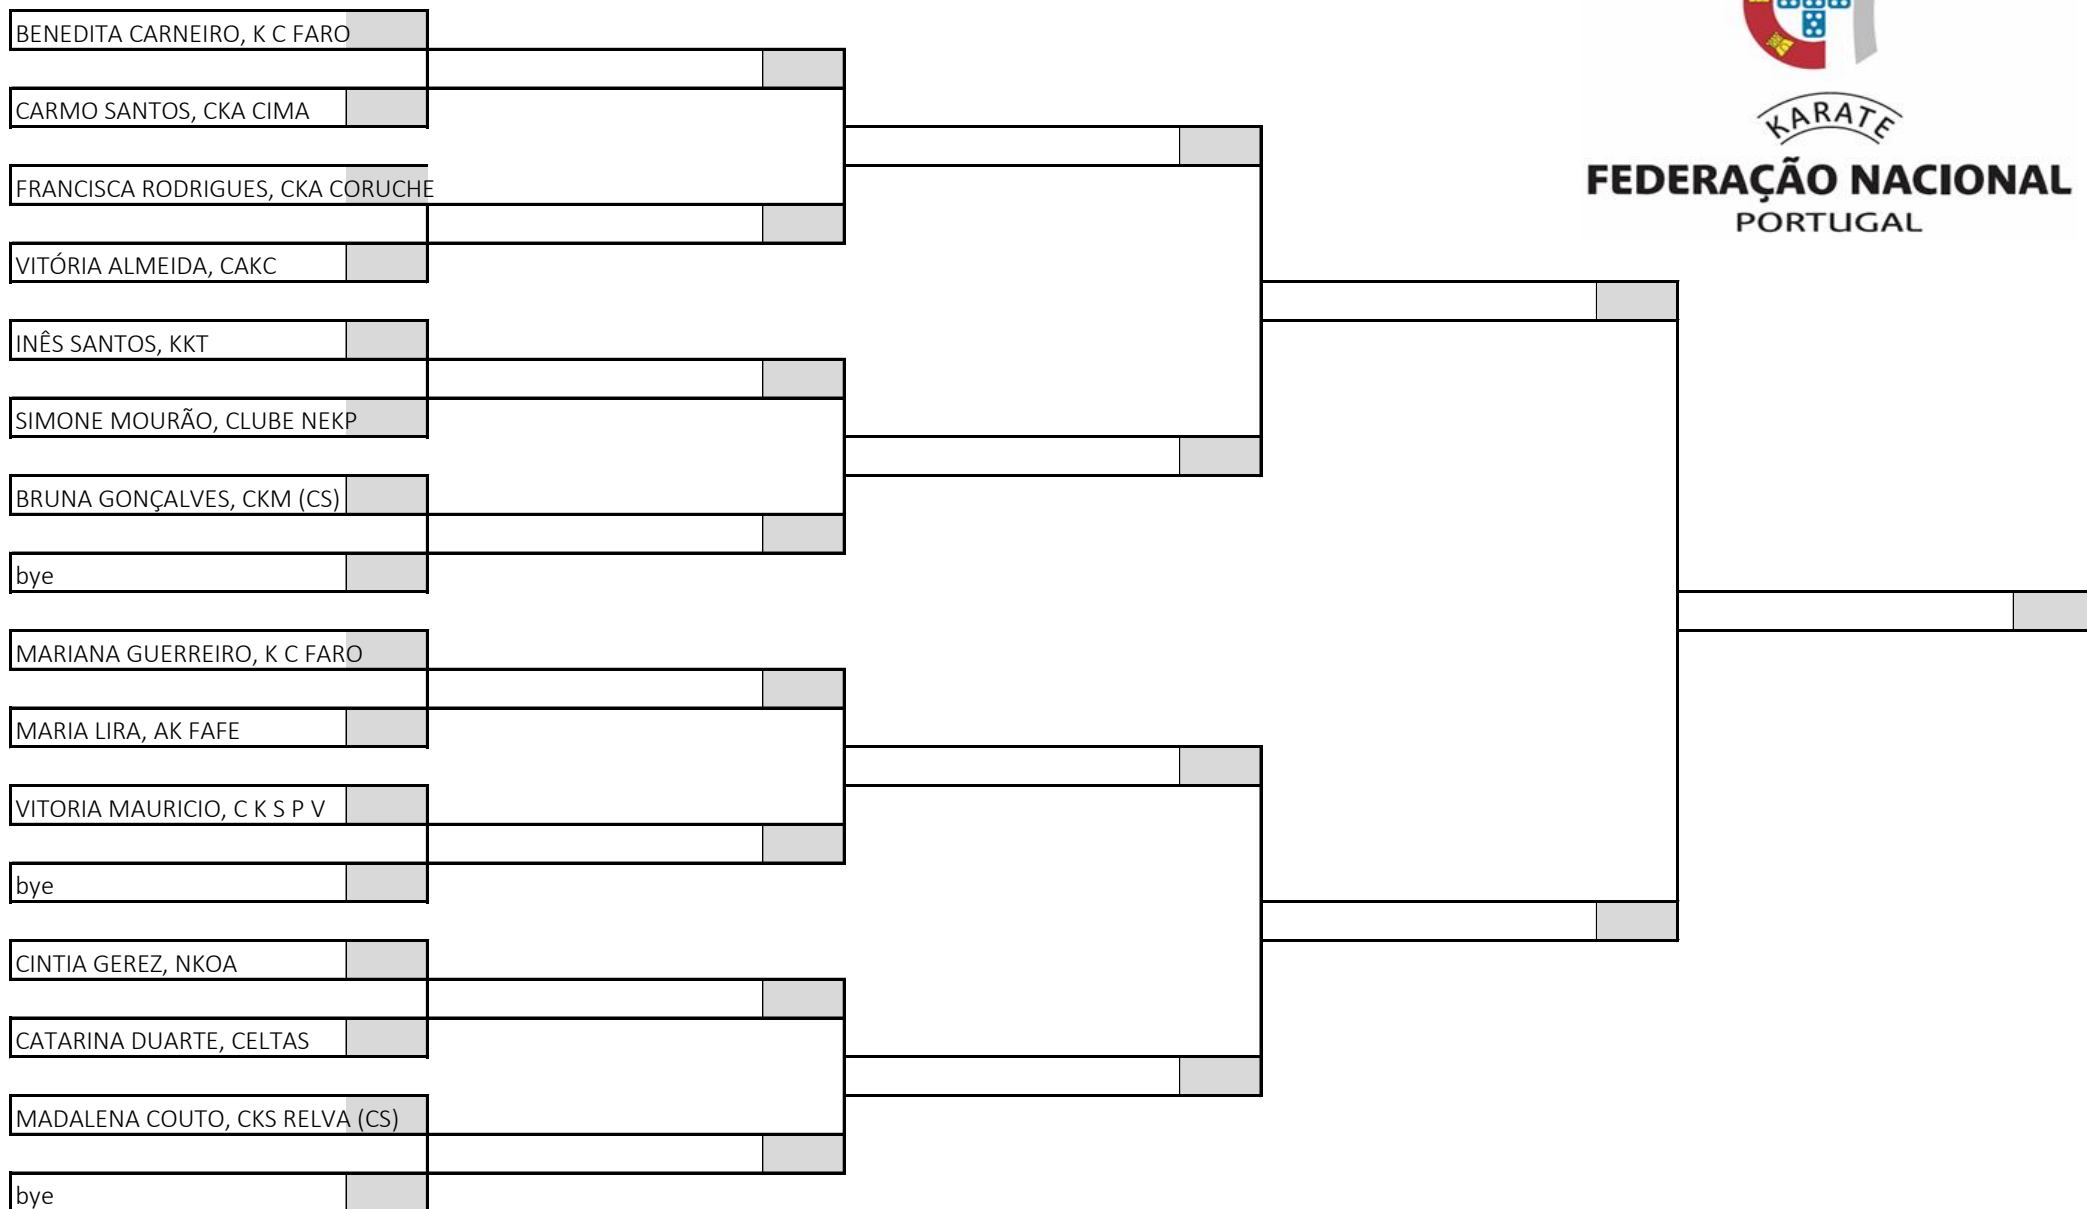 BENEDITA CARNEIRO, K C FARO
CARMO SANTOS, CKA CIMA
KARATE
FRANCISCA RODRIGUES, CKA CORUCHE
FEDERAÇÃO NACIONAL
PORTUGAL
VITÓRIA ALMEIDA, CAKC
INÊS SANTOS, KKT
SIMONE MOURÃO, CLUBE NEKP
BRUNA GONÇALVES, CKM (CS)
bye
MARIANA GUERREIRO, K C FARO
MARIA LIRA, AK FAFE
VITORIA MAURICIO, C K S P V
bye
CINTIA GEREZ, NKOA
CATARINA DUARTE, CELTAS
MADALENA COUTO, CKS RELVA (CS)
bye